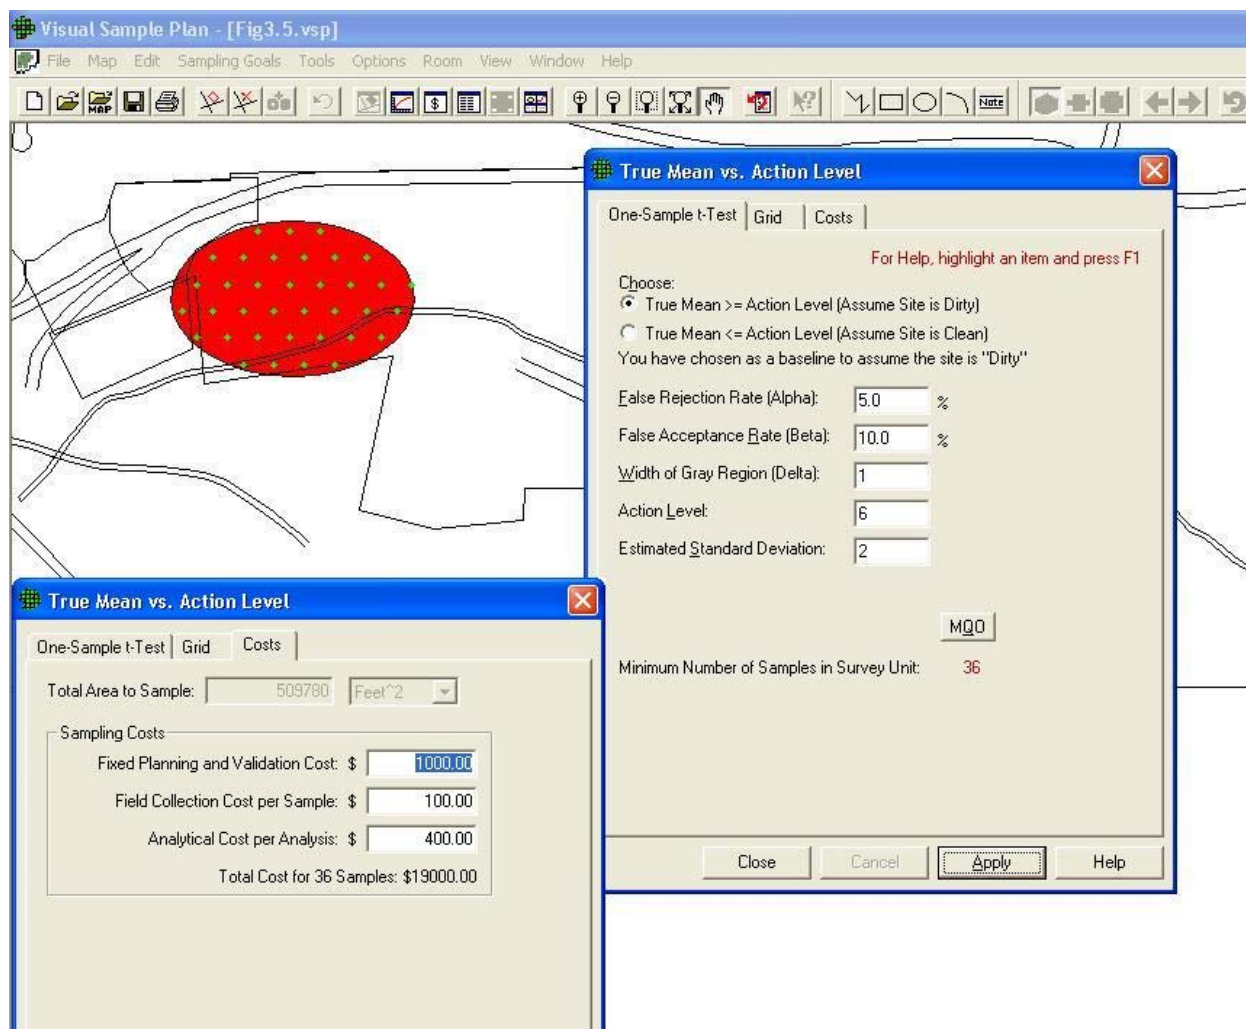 Visual Sample Plan - [Fig3.5.vsp]
File Map Edit Sampling Goals Tools Options Room View Window Help
MAP $ Note
True Mean vs. Action Level
One-Sample t-Test Grid Costs
For Help, highlight an item and press F1
Choose:
True Mean >= Action Level (Assume Site is Dirty)
True Mean <= Action Level (Assume Site is Clean)
You have chosen as a baseline to assume the site is "Dirty"
False Rejection Rate (Alpha): 5.0 %
False Acceptance Rate (Beta): 10.0 %
Width of Gray Region (Delta): 1
Action Level: 6
Estimated Standard Deviation: 2
MQO
Minimum Number of Samples in Survey Unit: 36
Close Cancel Apply Help
True Mean vs. Action Level
One-Sample t-Test Grid Costs
Total Area to Sample: 509780 Feet^2
Sampling Costs
Fixed Planning and Validation Cost: $ 1000.00
Field Collection Cost per Sample: $ 100.00
Analytical Cost per Analysis: $ 400.00
Total Cost for 36 Samples: $19000.00